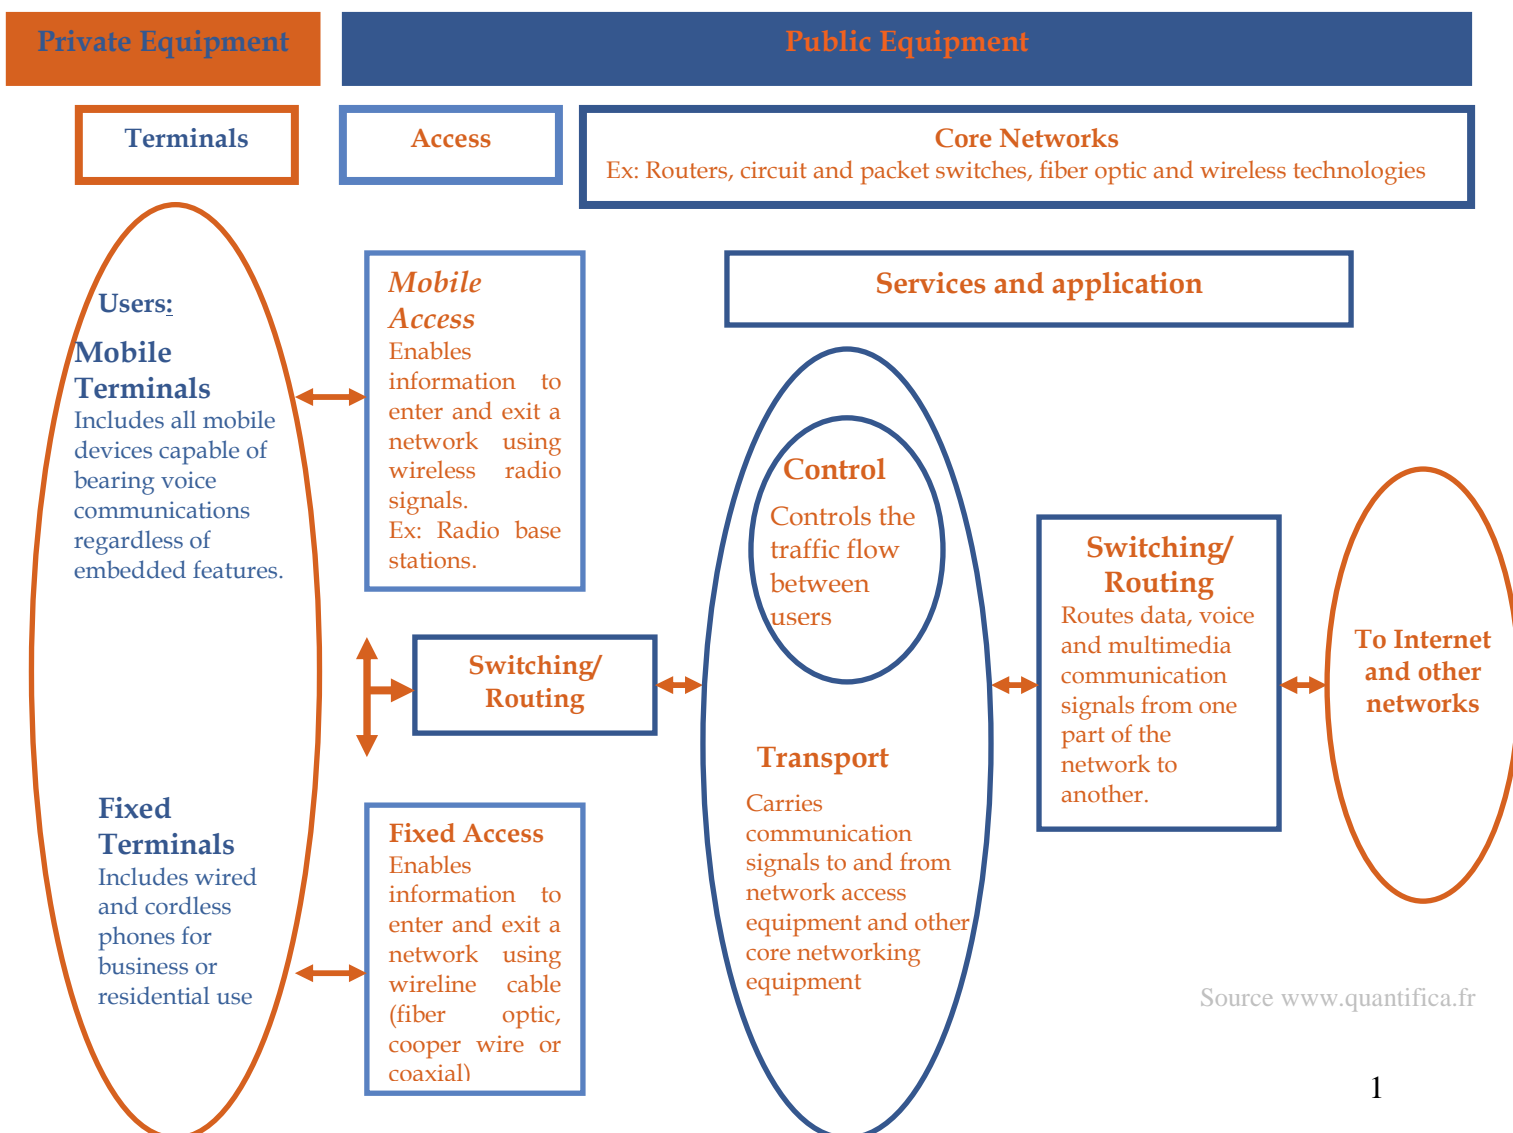 Private Equipment
Public Equipment
Terminals
Access
Core Networks
Ex: Routers, circuit and packet switches, fiber optic and wireless technologies
Users:
Mobile
Terminals
Includes all mobile
devices capable of
bearing voice
communications
regardless of
embedded features.
Fixed
Terminals
Includes wired
and cordless
phones for
business or
residential use
Mobile
Access
Enables
information to
enter and exit a
network using
wireless radio
signals.
Ex: Radio base
stations.
Switching/
Routing
Fixed Access
Enables
information to
enter and exit a
network using
wireline cable
(fiber optic,
cooper wire or
coaxial)
Services and application
Control
Controls the
traffic flow
between
users
Transport
Carries
communication
signals to and from
network access
equipment and other
core networking
equipment
Switching/
Routing
Routes data, voice
and multimedia
communication
signals from one
part of the
network to
another.
To Internet
and other
networks
Source www.quantifica.fr
1